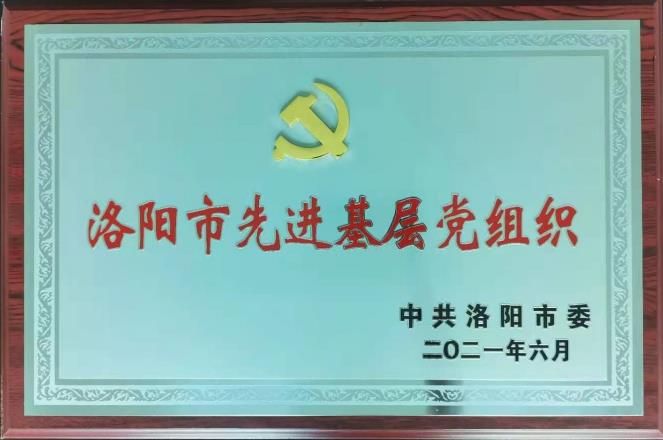 洛阳市先进基层党组织
中共洛阳市委
二〇二一年六月